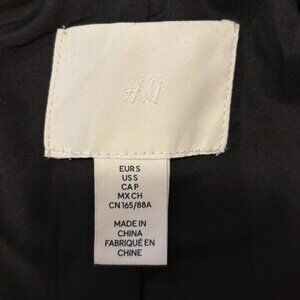 H&M
EUR S
US S
CA P
MX CH
CN 165/88A
MADE IN
CHINA
FABRIQUÉ EN
CHINE